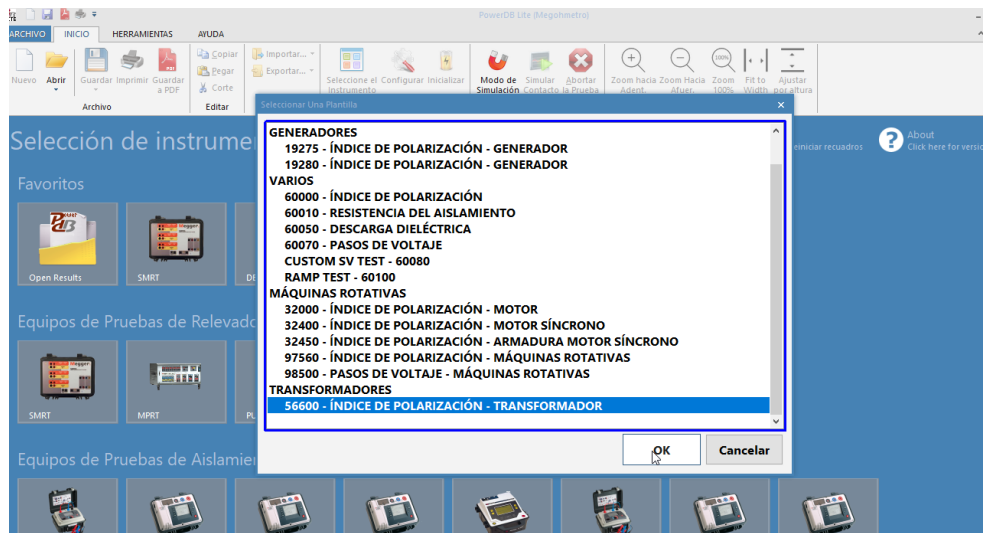 PowerDB Lite (Megohmetro)
ARCHIVO INICIO HERRAMIENTAS AYUDA
Nuevo Abrir Guardar Imprimir Guardar a PDF
Copiar
Pegar
Corte
Importar...
Exportar...
Seleccione el Instrumento Configurar Inicializar
Modo de Simulación Simular Contacto Abortar la Prueba
Zoom hacia Adent. Zoom Hacia Afuer. Zoom 100% Fit to Width Ajustar por altura
Archivo Editar
Seleccionar Una Plantilla
Selección de instrume
einiciar recuadros
About
Click here for versio
GENERADORES
19275 - ÍNDICE DE POLARIZACIÓN - GENERADOR
19280 - ÍNDICE DE POLARIZACIÓN - GENERADOR
VARIOS
60000 - ÍNDICE DE POLARIZACIÓN
60010 - RESISTENCIA DEL AISLAMIENTO
60050 - DESCARGA DIELÉCTRICA
60070 - PASOS DE VOLTAJE
CUSTOM SV TEST - 60080
RAMP TEST - 60100
MÁQUINAS ROTATIVAS
32000 - ÍNDICE DE POLARIZACIÓN - MOTOR
32400 - ÍNDICE DE POLARIZACIÓN - MOTOR SÍNCRONO
32450 - ÍNDICE DE POLARIZACIÓN - ARMADURA MOTOR SÍNCRONO
97560 - ÍNDICE DE POLARIZACIÓN - MÁQUINAS ROTATIVAS
98500 - PASOS DE VOLTAJE - MÁQUINAS ROTATIVAS
TRANSFORMADORES
56600 - ÍNDICE DE POLARIZACIÓN - TRANSFORMADOR
OK Cancelar
Favoritos
Open Results SMRT DE
Equipos de Pruebas de Relevado
SMRT MPRT PU
Equipos de Pruebas de Aislamie